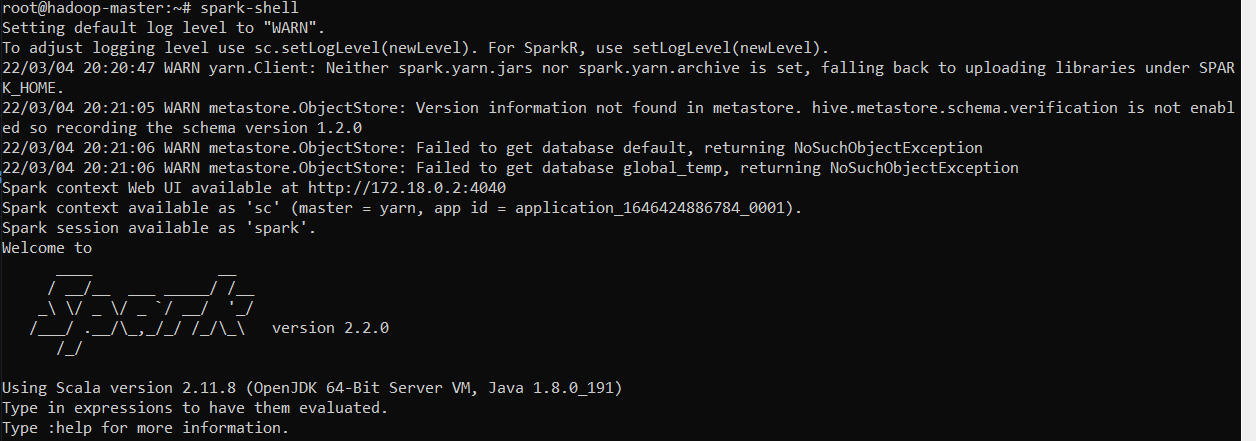 root@hadoop-master:~# spark-shell
Setting default log level to "WARN".
To adjust logging level use sc.setLogLevel(newLevel). For SparkR, use setLogLevel(newLevel).
22/03/04 20:20:47 WARN yarn.Client: Neither spark.yarn.jars nor spark.yarn.archive is set, falling back to uploading libraries under SPAR
K_HOME.
22/03/04 20:21:05 WARN metastore.ObjectStore: Version information not found in metastore. hive.metastore.schema.verification is not enabl
ed so recording the schema version 1.2.0
22/03/04 20:21:06 WARN metastore.ObjectStore: Failed to get database default, returning NoSuchObjectException
22/03/04 20:21:06 WARN metastore.ObjectStore: Failed to get database global_temp, returning NoSuchObjectException
Spark context Web UI available at http://172.18.0.2:4040
Spark context available as 'sc' (master = yarn, app id = application_1646424886784_0001).
Spark session available as 'spark'.
Welcome to
      ____              __
     / __/__  ___ _____/ /__
    _\ \/ _ \/ _ `/ __/  '_/
   /___/ .__/\_,_/_/ /_/\_\   version 2.2.0
      /_/
Using Scala version 2.11.8 (OpenJDK 64-Bit Server VM, Java 1.8.0_191)
Type in expressions to have them evaluated.
Type :help for more information.